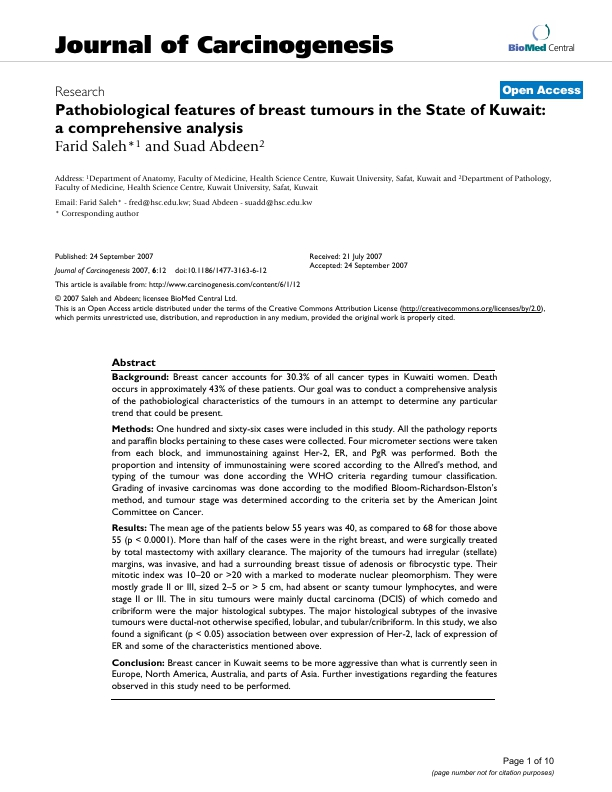 Journal of Carcinogenesis
BioMed Central
Research
Open Access
Pathobiological features of breast tumours in the State of Kuwait:
a comprehensive analysis
Farid Saleh*1 and Suad Abdeen2
Address: 1Department of Anatomy, Faculty of Medicine, Health Science Centre, Kuwait University, Safat, Kuwait and 2Department of Pathology,
Faculty of Medicine, Health Science Centre, Kuwait University, Safat, Kuwait
Email: Farid Saleh* - fred@hsc.edu.kw; Suad Abdeen - suadd@hsc.edu.kw
* Corresponding author
Published: 24 September 2007
Journal of Carcinogenesis 2007, 6:12 doi:10.1186/1477-3163-6-12
Received: 21 July 2007
Accepted: 24 September 2007
This article is available from: http://www.carcinogenesis.com/content/6/1/12
© 2007 Saleh and Abdeen; licensee BioMed Central Ltd.
This is an Open Access article distributed under the terms of the Creative Commons Attribution License (http://creativecommons.org/licenses/by/2.0),
which permits unrestricted use, distribution, and reproduction in any medium, provided the original work is properly cited.
Abstract
Background: Breast cancer accounts for 30.3% of all cancer types in Kuwaiti women. Death
occurs in approximately 43% of these patients. Our goal was to conduct a comprehensive analysis
of the pathobiological characteristics of the tumours in an attempt to determine any particular
trend that could be present.
Methods: One hundred and sixty-six cases were included in this study. All the pathology reports
and paraffin blocks pertaining to these cases were collected. Four micrometer sections were taken
from each block, and immunostaining against Her-2, ER, and PgR was performed. Both the
proportion and intensity of immunostaining were scored according to the Allred's method, and
typing of the tumour was done according the WHO criteria regarding tumour classification.
Grading of invasive carcinomas was done according to the modified Bloom-Richardson-Elston's
method, and tumour stage was determined according to the criteria set by the American Joint
Committee on Cancer.
Results: The mean age of the patients below 55 years was 40, as compared to 68 for those above
55 (p < 0.0001). More than half of the cases were in the right breast, and were surgically treated
by total mastectomy with axillary clearance. The majority of the tumours had irregular (stellate)
margins, was invasive, and had a surrounding breast tissue of adenosis or fibrocystic type. Their
mitotic index was 10–20 or >20 with a marked to moderate nuclear pleomorphism. They were
mostly grade II or III, sized 2–5 or > 5 cm, had absent or scanty tumour lymphocytes, and were
stage II or III. The in situ tumours were mainly ductal carcinoma (DCIS) of which comedo and
cribriform were the major histological subtypes. The major histological subtypes of the invasive
tumours were ductal-not otherwise specified, lobular, and tubular/cribriform. In this study, we also
found a significant (p < 0.05) association between over expression of Her-2, lack of expression of
ER and some of the characteristics mentioned above.
Conclusion: Breast cancer in Kuwait seems to be more aggressive than what is currently seen in
Europe, North America, Australia, and parts of Asia. Further investigations regarding the features
observed in this study need to be performed.
Page 1 of 10
(page number not for citation purposes)